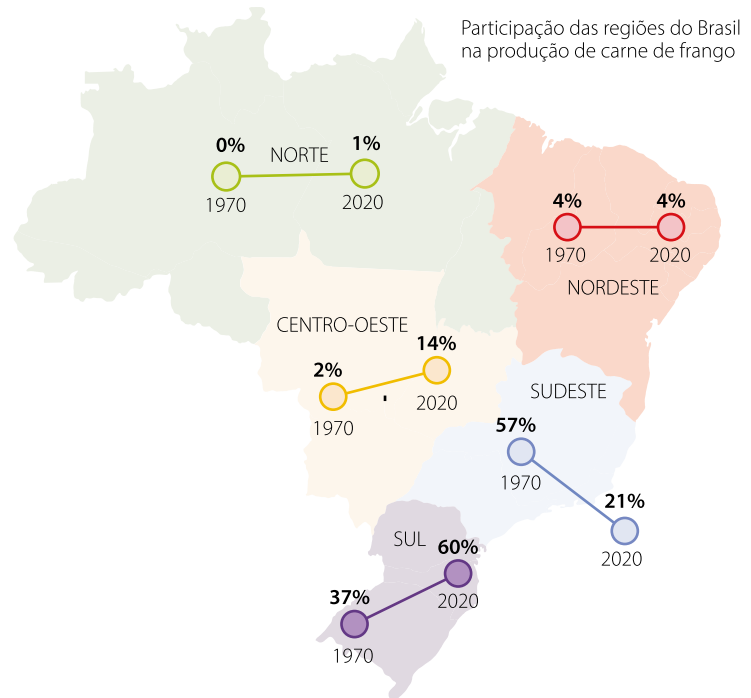 Participação das regiões do Brasil
na produção de carne de frango
0%
NORTE
1%
1970
2020
4%
4%
1970
2020
NORDESTE
CENTRO-OESTE
2%
14%
1970
2020
SUDESTE
57%
1970
21%
2020
SUL
60%
37%
2020
1970